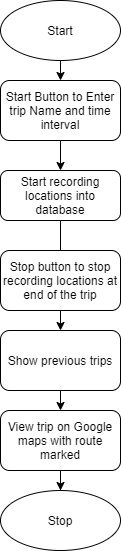 Start
Start Button to Enter
trip Name and time
interval
Start recording
locations into
database
Stop button to stop
recording locations at
end of the trip
Show previous trips
View trip on Google
maps with route
marked
Stop